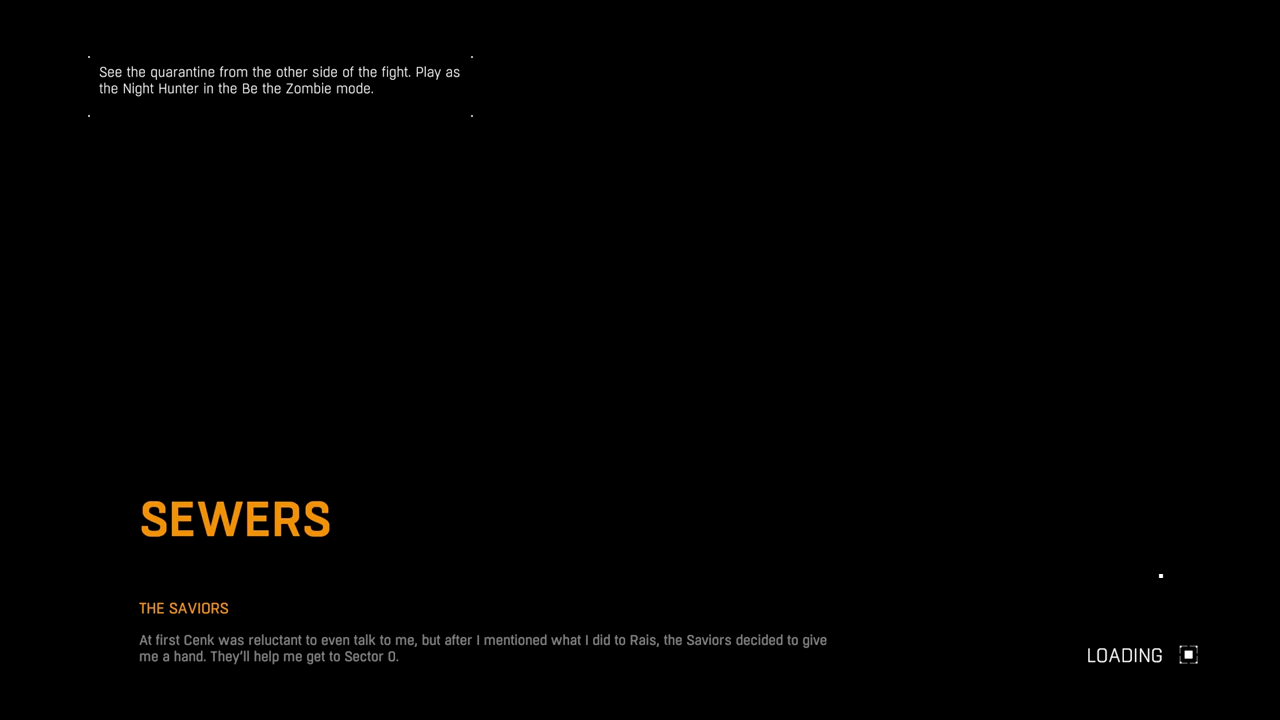 See the quarantine from the other side of the fight. Play as
the Night Hunter in the Be the Zombie mode.
SEWERS
THE SAVIORS
At first Cenk was reluctant to even talk to me, but after I mentioned what I did to Rais, the Saviors decided to give
me a hand. They'll help me get to Sector 0.
LOADING